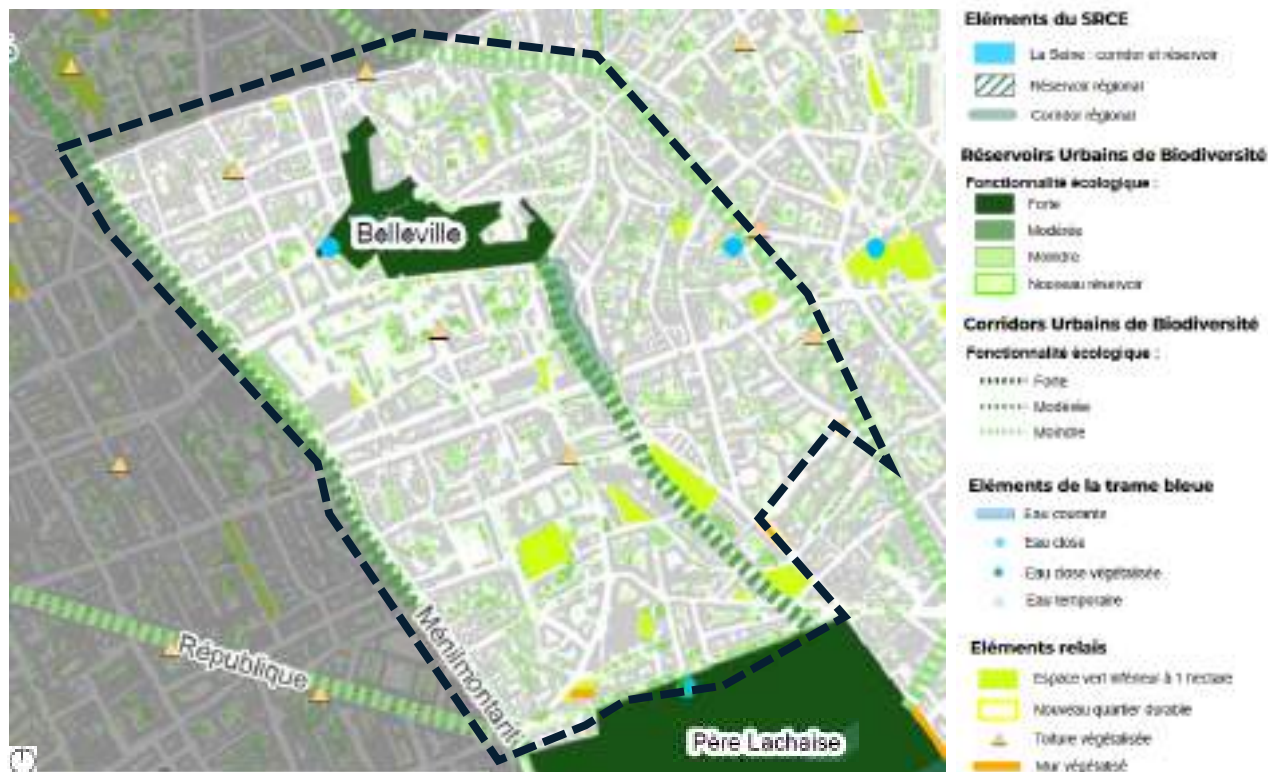 Belleville
Ménilmontant
République
Père Lachaise
Eléments du SRCE
La Seine : corridor et réservoir
Réservoir régional
Corridor régional
Réservoirs Urbains de Biodiversité
Fonctionnalité écologique :
Forte
Modérée
Moindre
Nouveau réservoir
Corridors Urbains de Biodiversité
Fonctionnalité écologique :
Forte
Modérée
Moindre
Eléments de la trame bleue
Eau courante
Eau close
Eau close végétalisée
Eau temporaire
Eléments relais
Espace vert inférieur à 1 hectare
Nouveau quartier durable
Toiture végétalisée
Mur végétalisé